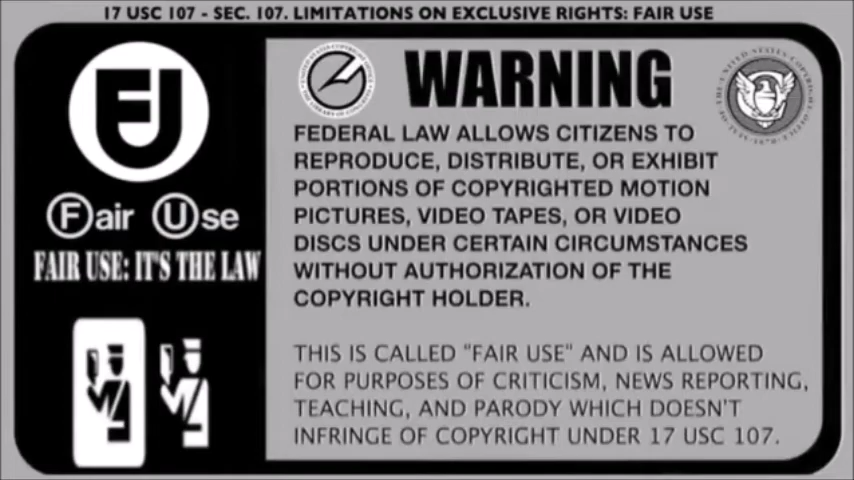 17 USC 107 - SEC. 107. LIMITATIONS ON EXCLUSIVE RIGHTS: FAIR USE
WARNING
FEDERAL LAW ALLOWS CITIZENS TO
REPRODUCE, DISTRIBUTE, OR EXHIBIT
PORTIONS OF COPYRIGHTED MOTION
PICTURES, VIDEO TAPES, OR VIDEO
DISCS UNDER CERTAIN CIRCUMSTANCES
WITHOUT AUTHORIZATION OF THE
COPYRIGHT HOLDER.
THIS IS CALLED "FAIR USE" AND IS ALLOWED
FOR PURPOSES OF CRITICISM, NEWS REPORTING,
TEACHING, AND PARODY WHICH DOESN'T
INFRINGE OF COPYRIGHT UNDER 17 USC 107.
FU
Fair Use
FAIR USE: IT'S THE LAW